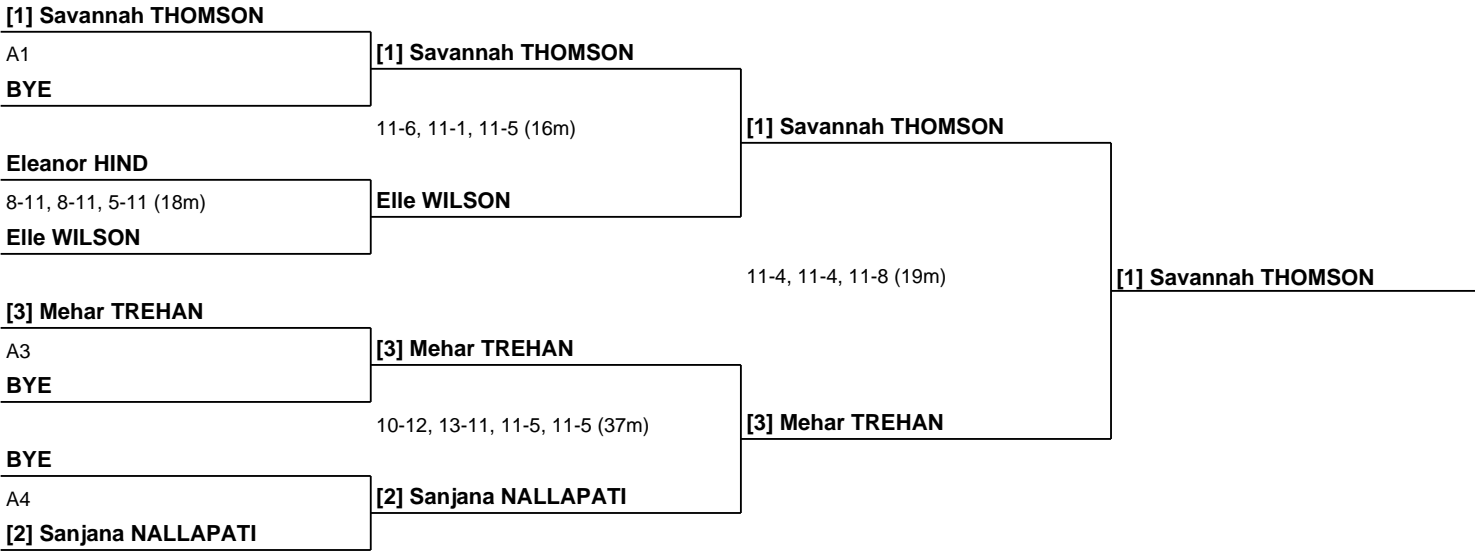 [1] Savannah THOMSON
A1
[1] Savannah THOMSON
BYE
11-6, 11-1, 11-5 (16m)
[1] Savannah THOMSON
Eleanor HIND
8-11, 8-11, 5-11 (18m)
Elle WILSON
Elle WILSON
11-4, 11-4, 11-8 (19m)
[1] Savannah THOMSON
[3] Mehar TREHAN
A3
[3] Mehar TREHAN
BYE
10-12, 13-11, 11-5, 11-5 (37m)
[3] Mehar TREHAN
BYE
A4
[2] Sanjana NALLAPATI
[2] Sanjana NALLAPATI